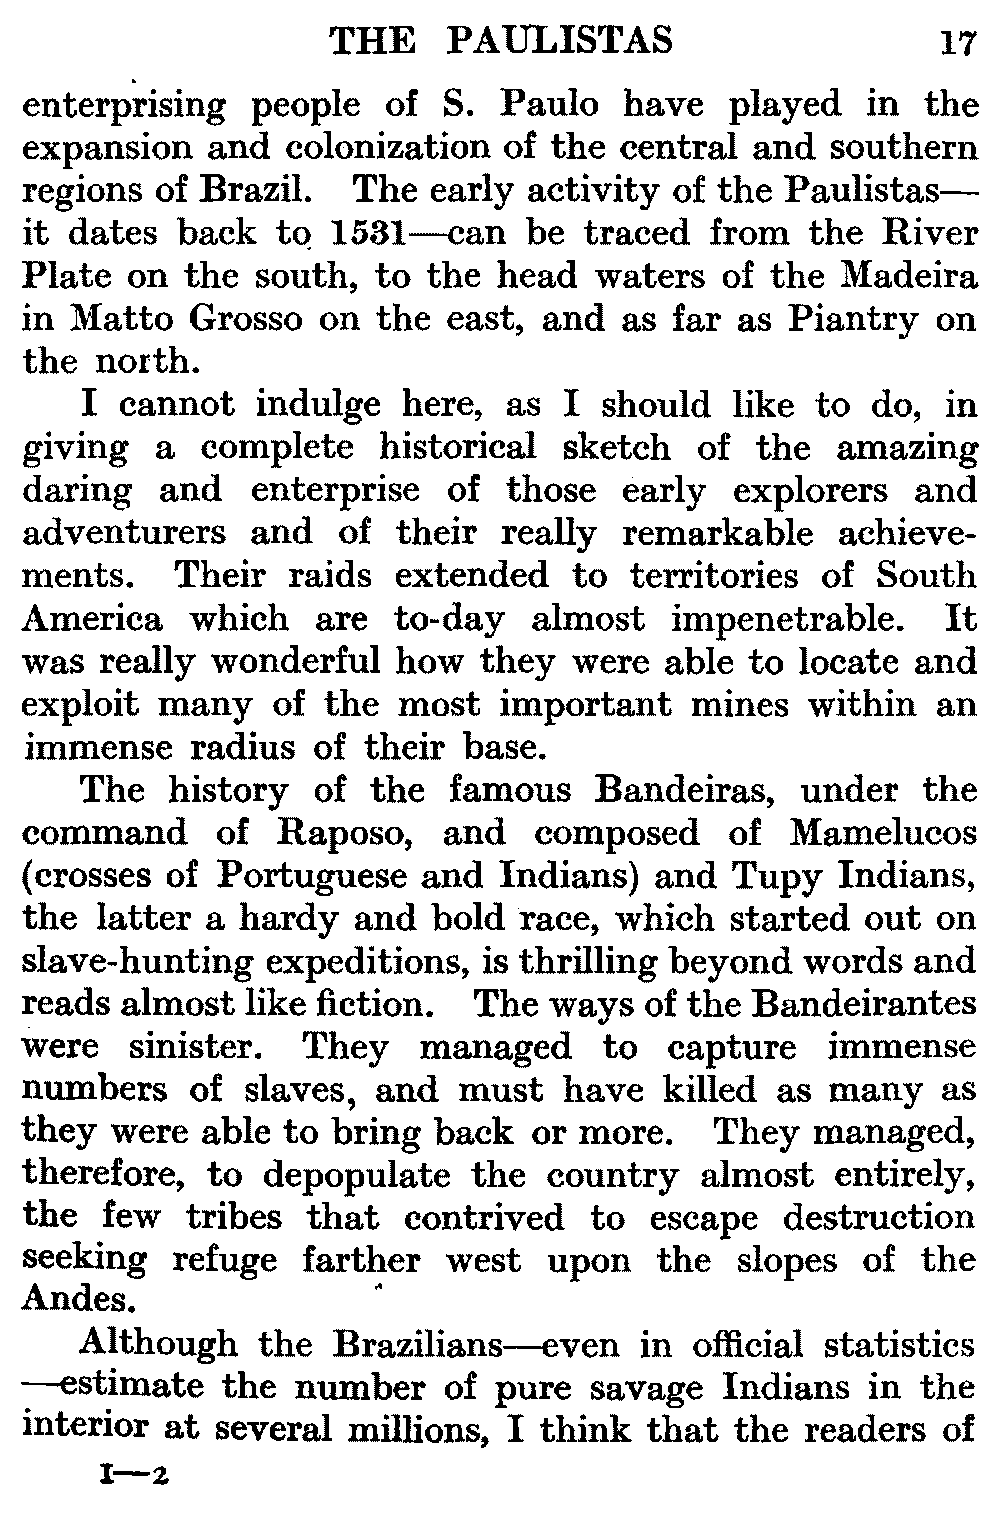 THE PAULISTAS 17
enterprising people of S. Paulo have played in the
expansion and colonization of the central and southern
regions of Brazil. The early activity of the Paulistas—
it dates back to 1531—can be traced from the River
Plate on the south, to the head waters of the Madeira
in Matto Grosso on the east, and as far as Piantry on
the north.
I cannot indulge here, as I should like to do, in
giving a complete historical sketch of the amazing
daring and enterprise of those early explorers and
adventurers and of their really remarkable achieve-
ments. Their raids extended to territories of South
America which are to-day almost impenetrable. It
was really wonderful how they were able to locate and
exploit many of the most important mines within an
immense radius of their base.
The history of the famous Bandeiras, under the
command of Raposo, and composed of Mamelucos
(crosses of Portuguese and Indians) and Tupy Indians,
the latter a hardy and bold race, which started out on
slave-hunting expeditions, is thrilling beyond words and
reads almost like fiction. The ways of the Bandeirantes
were sinister. They managed to capture immense
numbers of slaves, and must have killed as many as
they were able to bring back or more. They managed,
therefore, to depopulate the country almost entirely,
the few tribes that contrived to escape destruction
seeking refuge farther west upon the slopes of the
Andes.
Although the Brazilians—even in official statistics
—estimate the number of pure savage Indians in the
interior at several millions, I think that the readers of
I—2